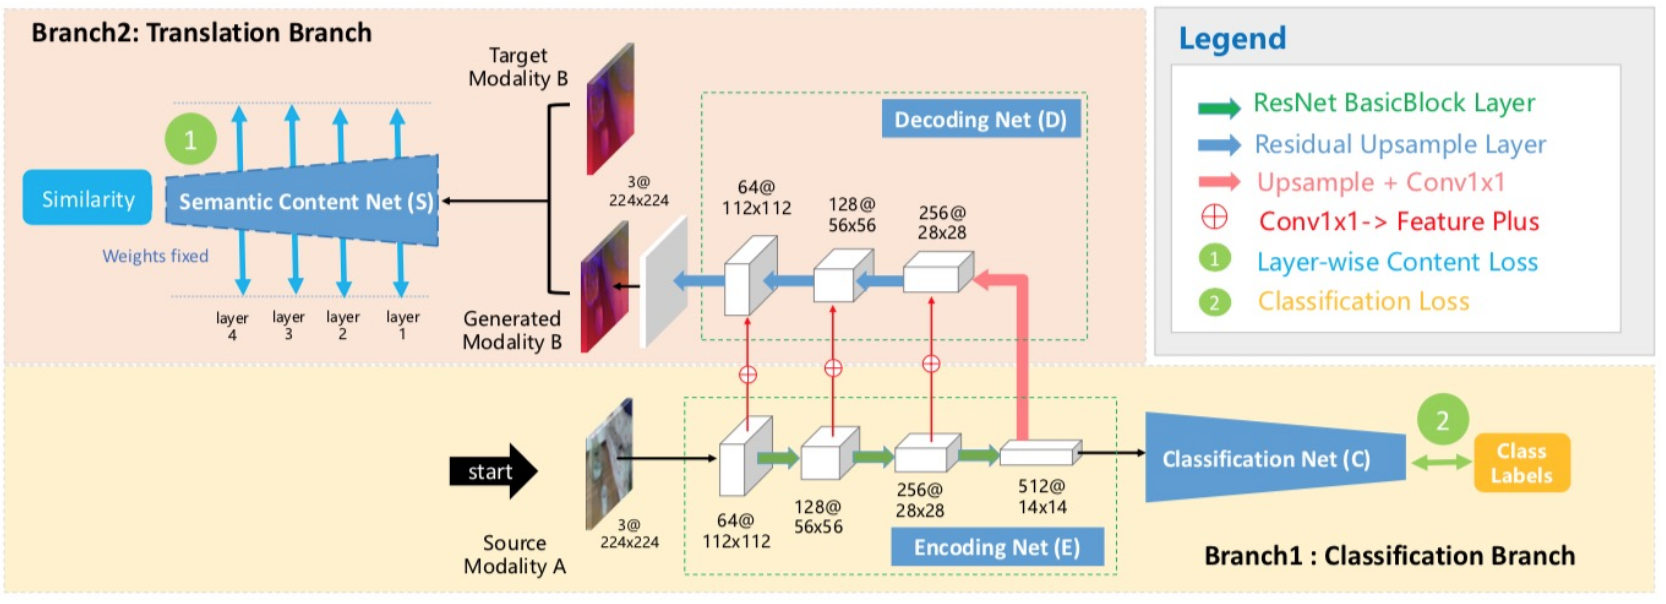 Branch2: Translation Branch
Target
Modality B
Decoding Net (D)
1
Similarity
Semantic Content Net (S)
Weights fixed
3@
224x224
64@
112x112
128@
56x56
256@
28x28
layer
4
layer
3
layer
2
layer
1
Generated
Modality B
Legend
ResNet BasicBlock Layer
Residual Upsample Layer
Upsample + Conv1x1
Conv1x1-> Feature Plus
1
Layer-wise Content Loss
2
Classification Loss
start
Source
Modality A
3@
224x224
64@
112x112
128@
56x56
256@
28x28
512@
14x14
Encoding Net (E)
Classification Net (C)
2
Class
Labels
Branch1 : Classification Branch